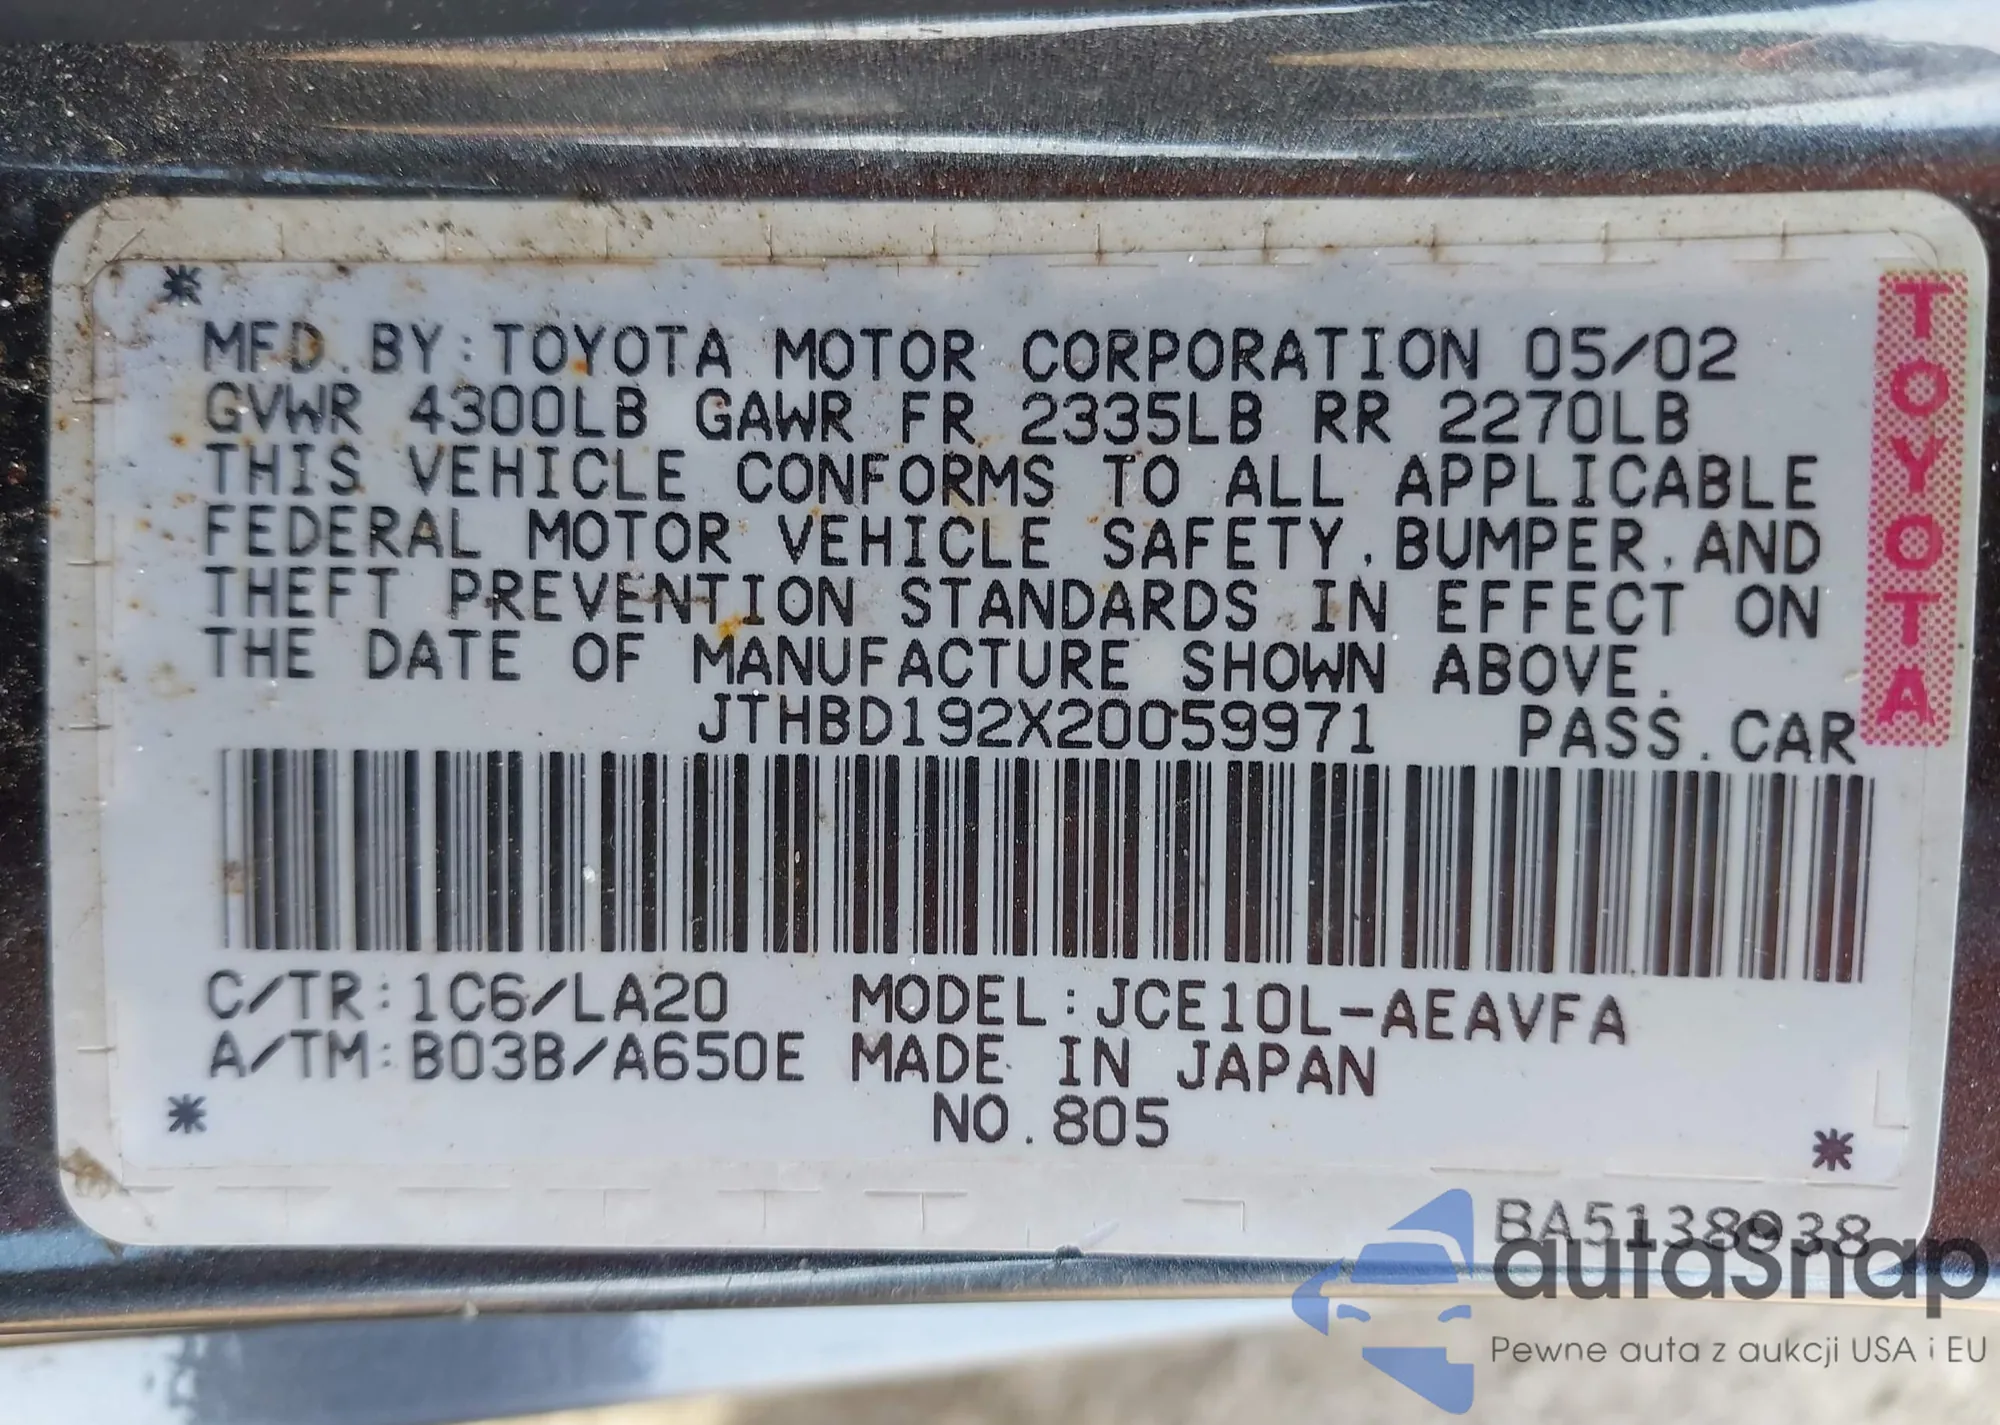 MFD. BY: TOYOTA MOTOR CORPORATION 05/02
GVWR 4300LB GAWR FR 2335LB RR 2270LB
THIS VEHICLE CONFORMS TO ALL APPLICABLE
FEDERAL MOTOR VEHICLE SAFETY, BUMPER, AND
THEFT PREVENTION STANDARDS IN EFFECT ON
THE DATE OF MANUFACTURE SHOWN ABOVE.
JTHBD192X20059971 PASS. CAR
TOYOTA
C/TR: 1C6/LA20 MODEL: JCE10L-AEAVFA
A/TM: B03B/A650E MADE IN JAPAN
NO. 805
BA5138938
autaSnap
Pewne auta z aukcji USA i EU